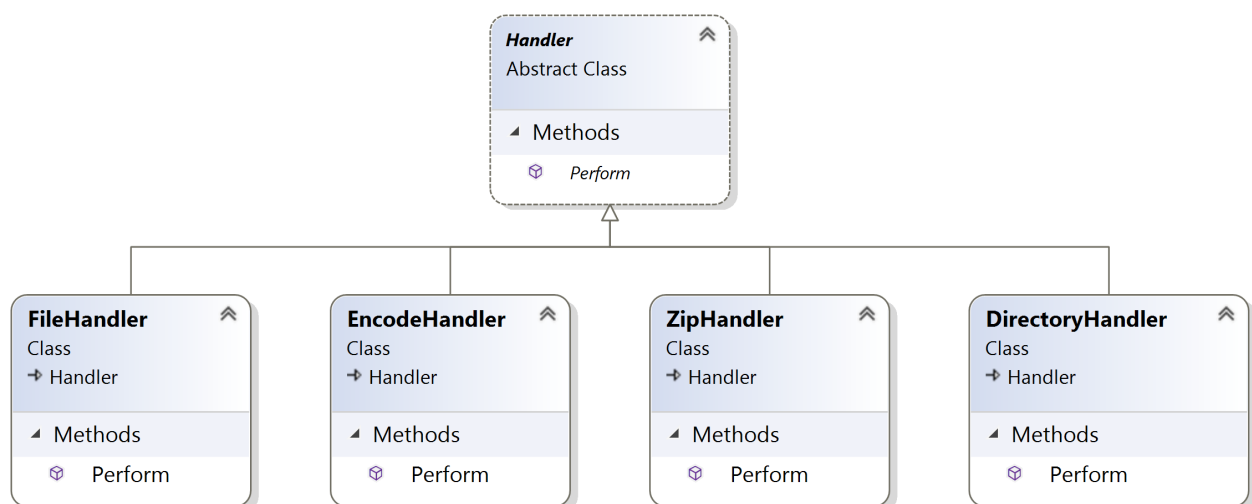 Handler
Abstract Class
Methods
Perform
FileHandler
Class
Handler
Methods
Perform
EncodeHandler
Class
Handler
Methods
Perform
ZipHandler
Class
Handler
Methods
Perform
DirectoryHandler
Class
Handler
Methods
Perform